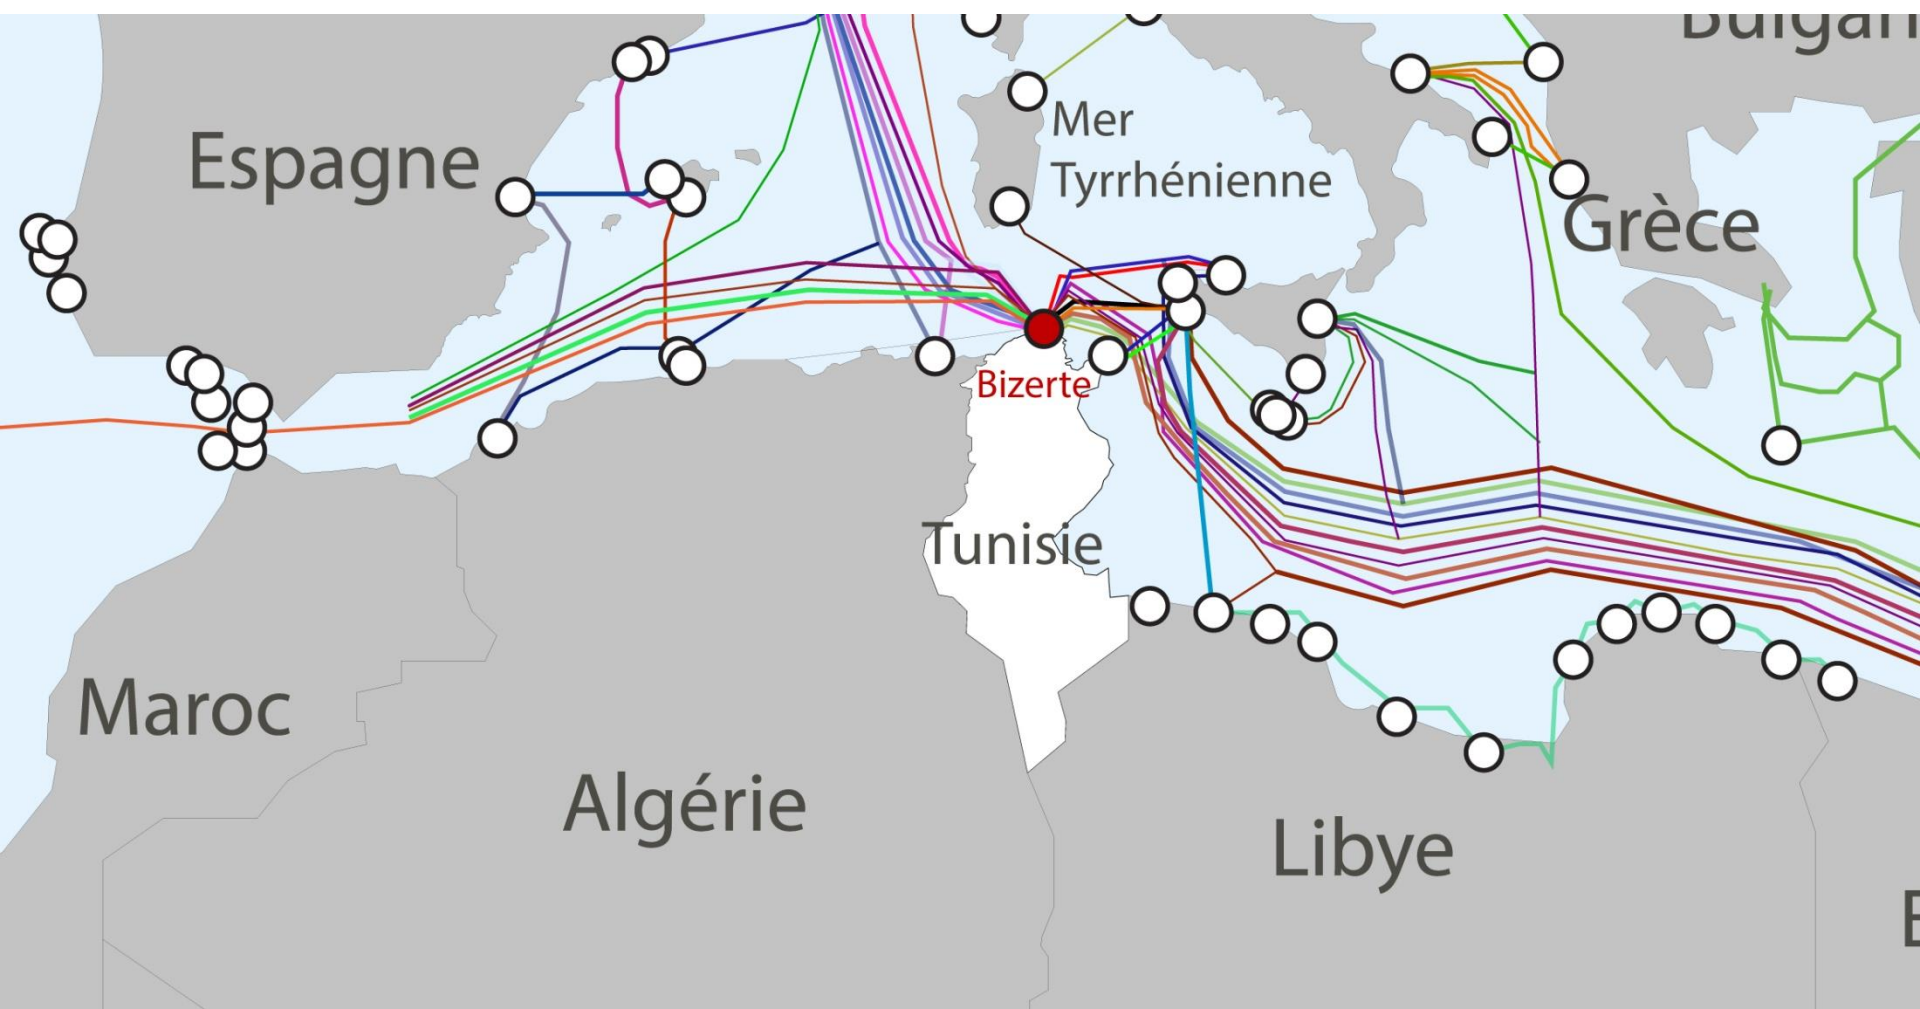 Espagne
Mer
Tyrrhénienne
Grèce
Bizerte
Tunisie
Maroc
Algérie
Libye